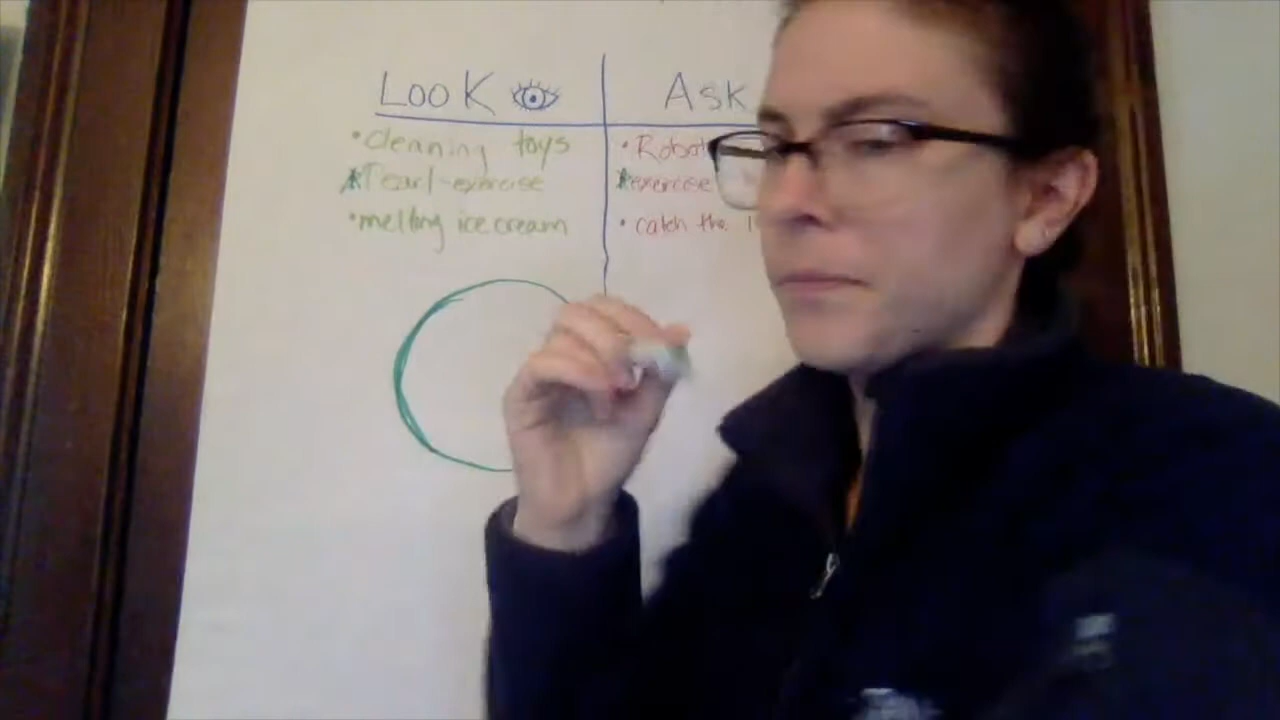 Look
Ask
• Cleaning toys
• Robot
Pearl-exercise
exercise
• melting ice cream
• catch the